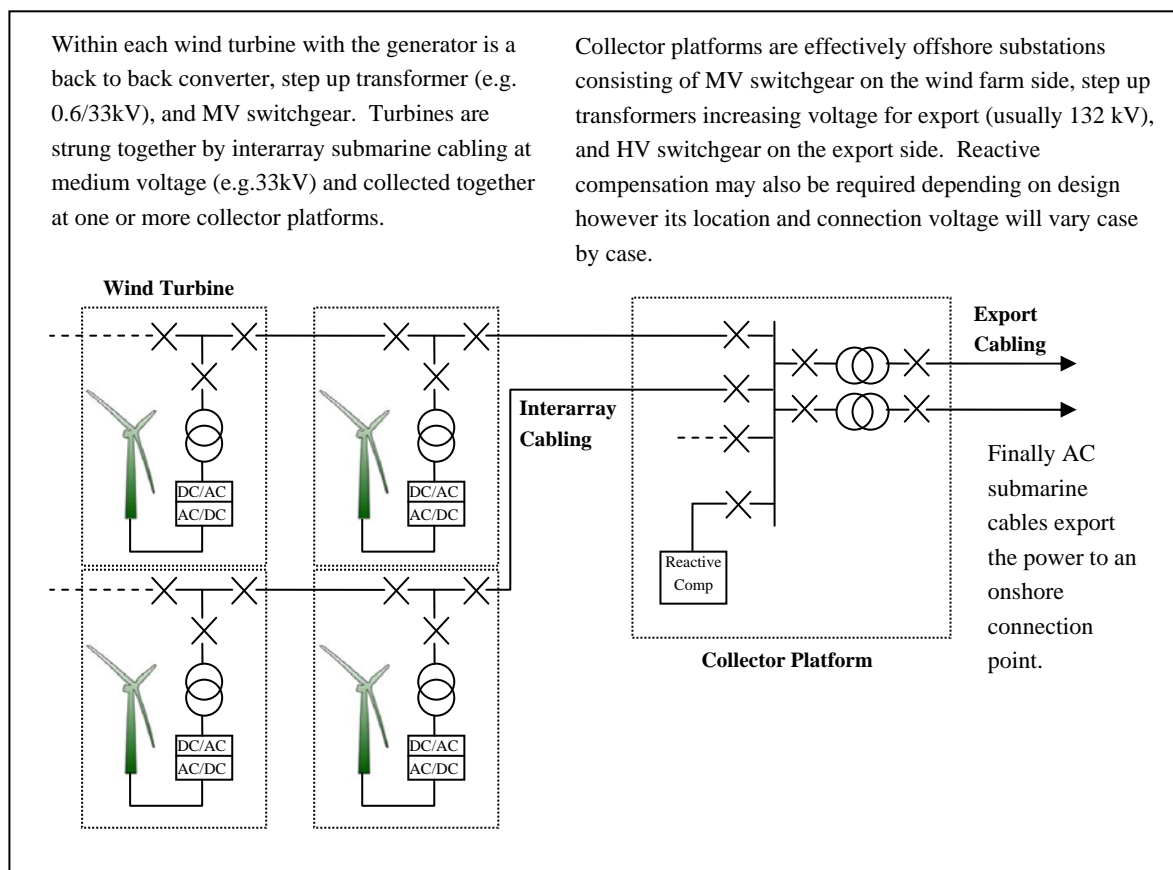 Within each wind turbine with the generator is a
back to back converter, step up transformer (e.g.
0.6/33kV), and MV switchgear.  Turbines are
strung together by interarray submarine cabling at
medium voltage (e.g.33kV) and collected together
at one or more collector platforms.
Collector platforms are effectively offshore substations
consisting of MV switchgear on the wind farm side, step up
transformers increasing voltage for export (usually 132 kV),
and HV switchgear on the export side.  Reactive
compensation may also be required depending on design
however its location and connection voltage will vary case
by case.
Wind Turbine
DC/AC
AC/DC
DC/AC
AC/DC
Interarray
Cabling
Export
Cabling
Reactive
Comp
Collector Platform
Finally AC
submarine
cables export
the power to an
onshore
connection
point.
DC/AC
AC/DC
DC/AC
AC/DC